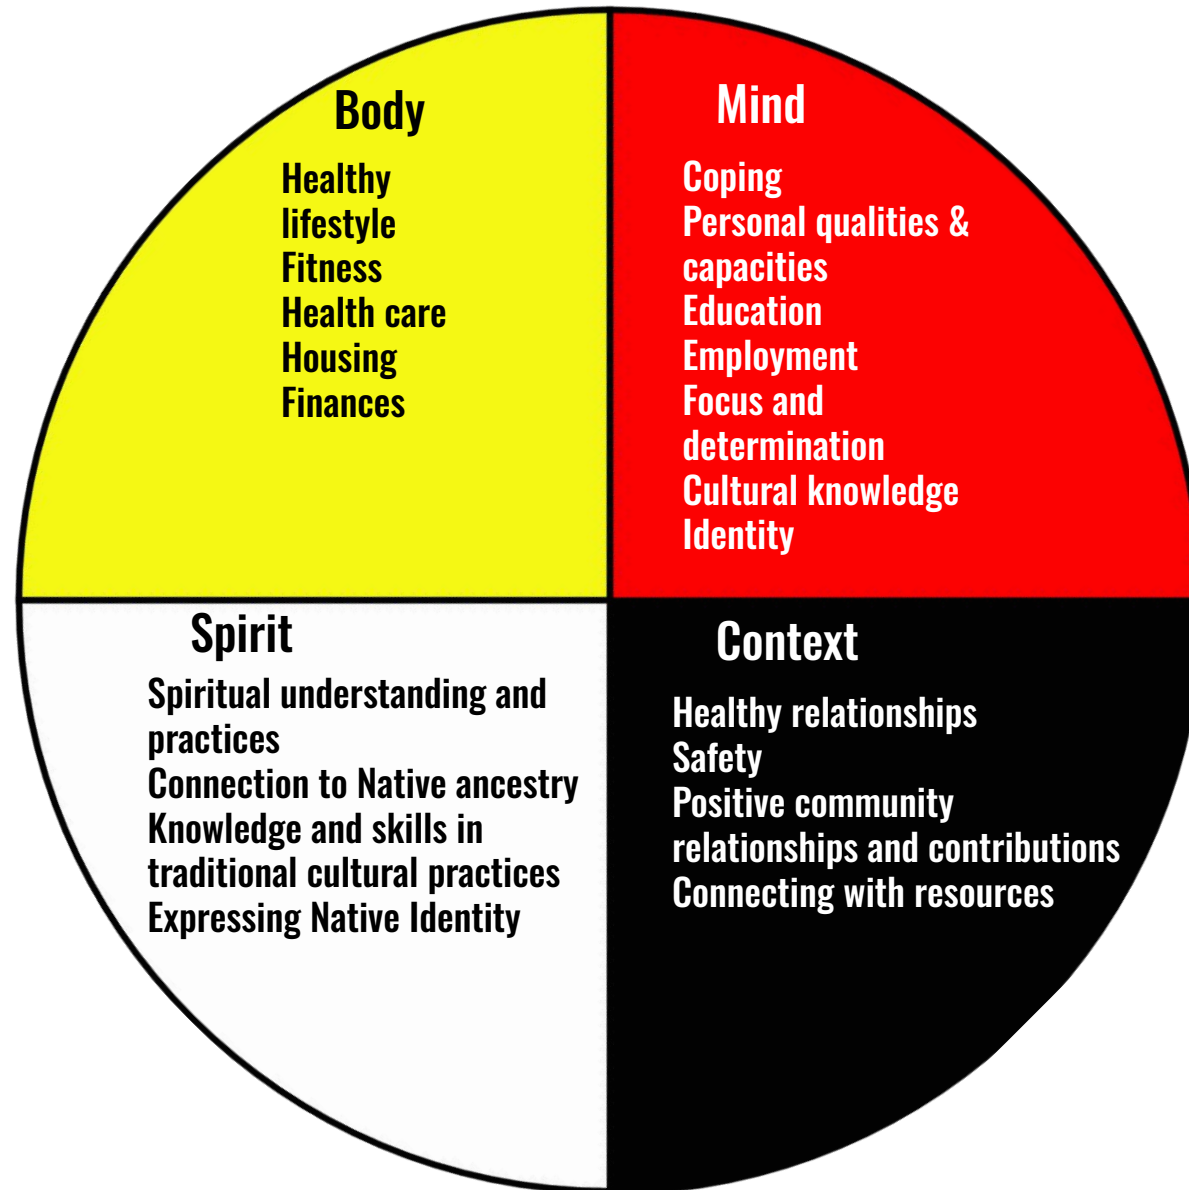 Body
Healthy
lifestyle
Fitness
Health care
Housing
Finances
Mind
Coping
Personal qualities &
capacities
Education
Employment
Focus and
determination
Cultural knowledge
Identity
Spirit
Spiritual understanding and
practices
Connection to Native ancestry
Knowledge and skills in
traditional cultural practices
Expressing Native Identity
Context
Healthy relationships
Safety
Positive community
relationships and contributions
Connecting with resources